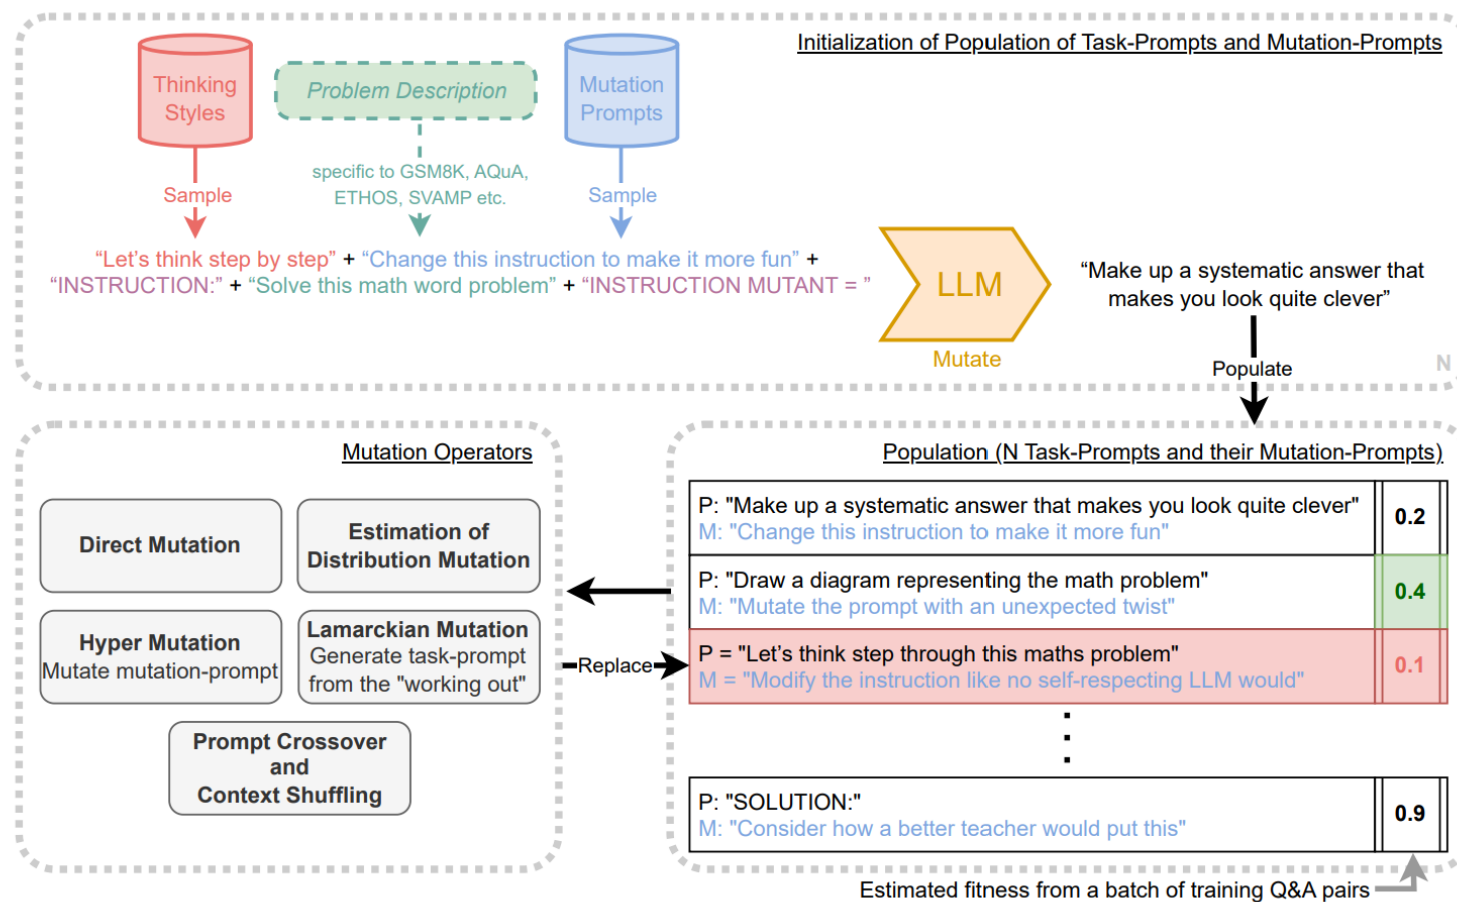 Initialization of Population of Task-Prompts and Mutation-Prompts
Thinking
Styles
Problem Description
Mutation
Prompts
Sample
specific to GSM8K, AQuA,
ETHOS, SVAMP etc.
Sample
“Let’s think step by step” + “Change this instruction to make it more fun” +
“INSTRUCTION:” + “Solve this math word problem” + “INSTRUCTION MUTANT = ”
LLM
Mutate
“Make up a systematic answer that
makes you look quite clever”
Populate
N
Mutation Operators
Direct Mutation
Estimation of
Distribution Mutation
Hyper Mutation
Mutate mutation-prompt
Lamarckian Mutation
Generate task-prompt
from the "working out"
Prompt Crossover
and
Context Shuffling
Replace
Population (N Task-Prompts and their Mutation-Prompts)
P: "Make up a systematic answer that makes you look quite clever"
M: "Change this instruction to make it more fun"
0.2
P: "Draw a diagram representing the math problem"
M: "Mutate the prompt with an unexpected twist"
0.4
P = "Let’s think step through this maths problem"
M = "Modify the instruction like no self-respecting LLM would"
0.1
P: "SOLUTION:"
M: "Consider how a better teacher would put this"
0.9
Estimated fitness from a batch of training Q&A pairs